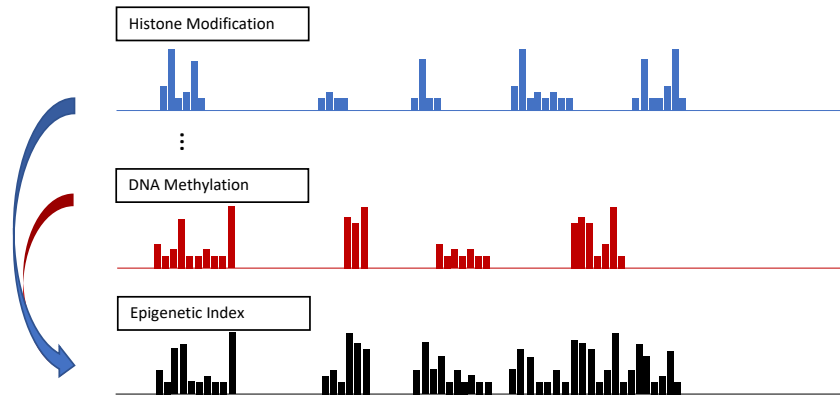 Histone Modification
...
DNA Methylation
Epigenetic Index